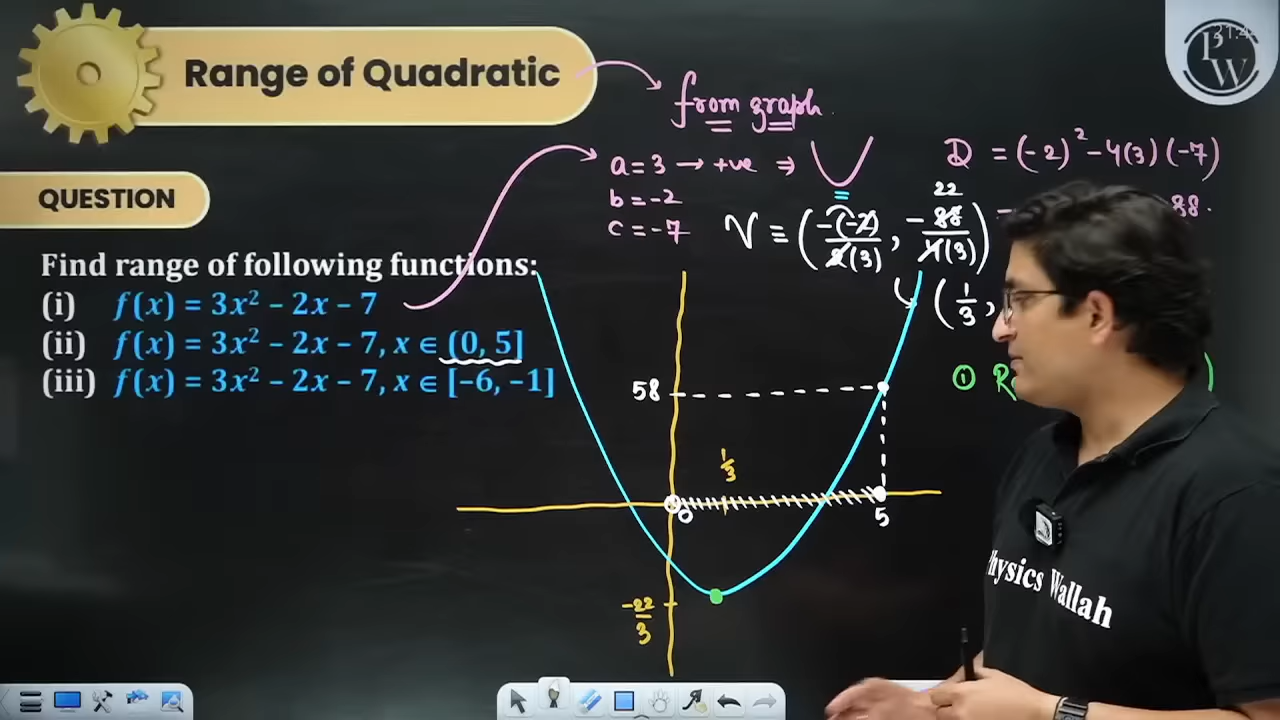 Range of Quadratic
from graph.
QUESTION
Find range of following functions:
(i) f(x) = 3x² − 2x − 7
(ii) f(x) = 3x² − 2x − 7, x ∈ (0, 5]
(iii) f(x) = 3x² − 2x − 7, x ∈ [−6, −1]
a = 3 → +ve ⇒
b = -2
c = -7
D = (-2)² - 4(3)(-7)
88.
V ≡ (-(-2)/2(3), -88/4(3))
22
(1/3,
① R
)
58
1/3
0
5
-22/3
PW
Physics Wallah